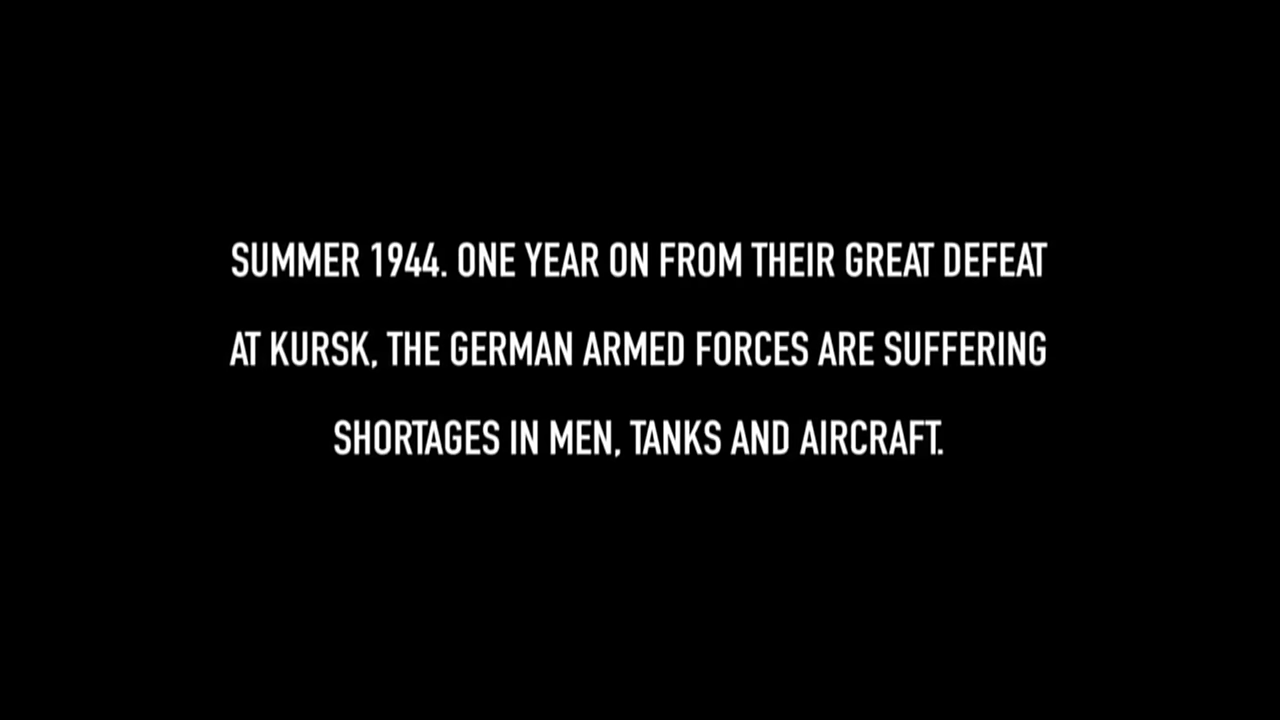 SUMMER 1944. ONE YEAR ON FROM THEIR GREAT DEFEAT
AT KURSK, THE GERMAN ARMED FORCES ARE SUFFERING
SHORTAGES IN MEN, TANKS AND AIRCRAFT.